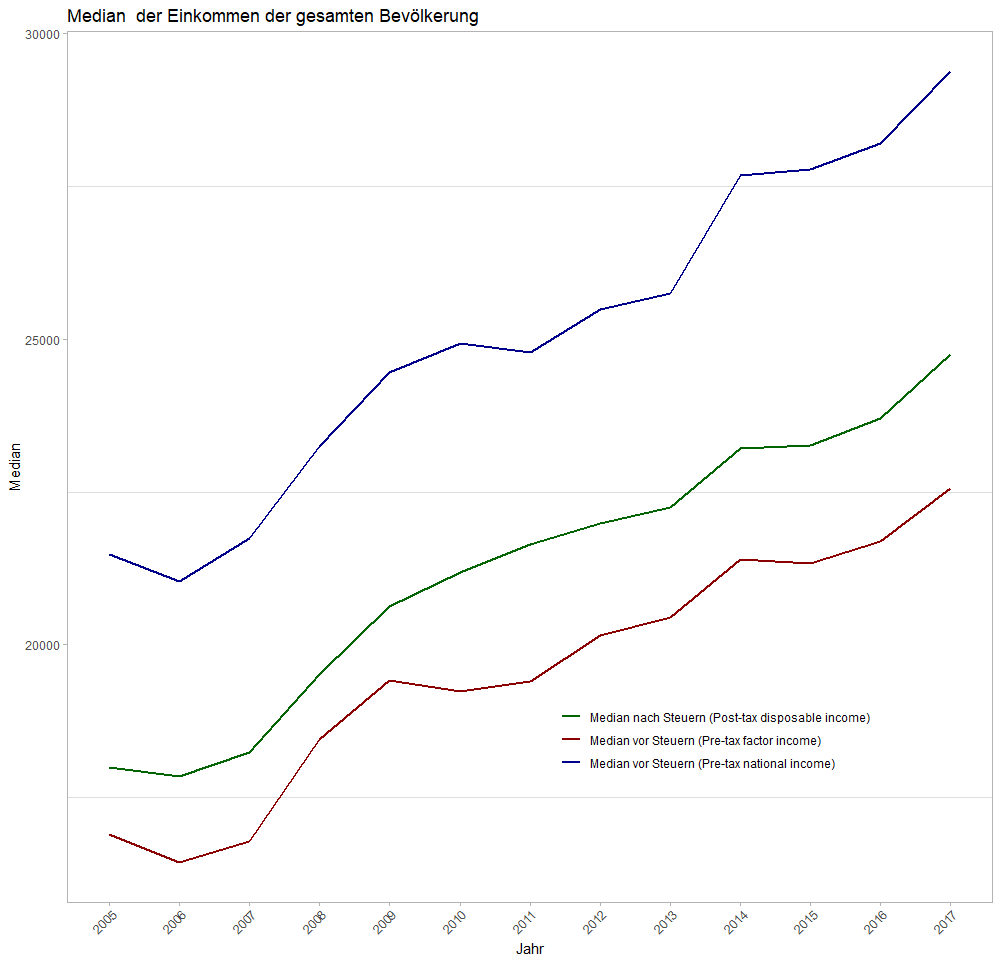 Median  der Einkommen der gesamten Bevölkerung
30000
25000
20000
Median
Median nach Steuern (Post-tax disposable income)
Median vor Steuern (Pre-tax factor income)
Median vor Steuern (Pre-tax national income)
2005 2006 2007 2008 2009 2010 2011 2012 2013 2014 2015 2016 2017
Jahr